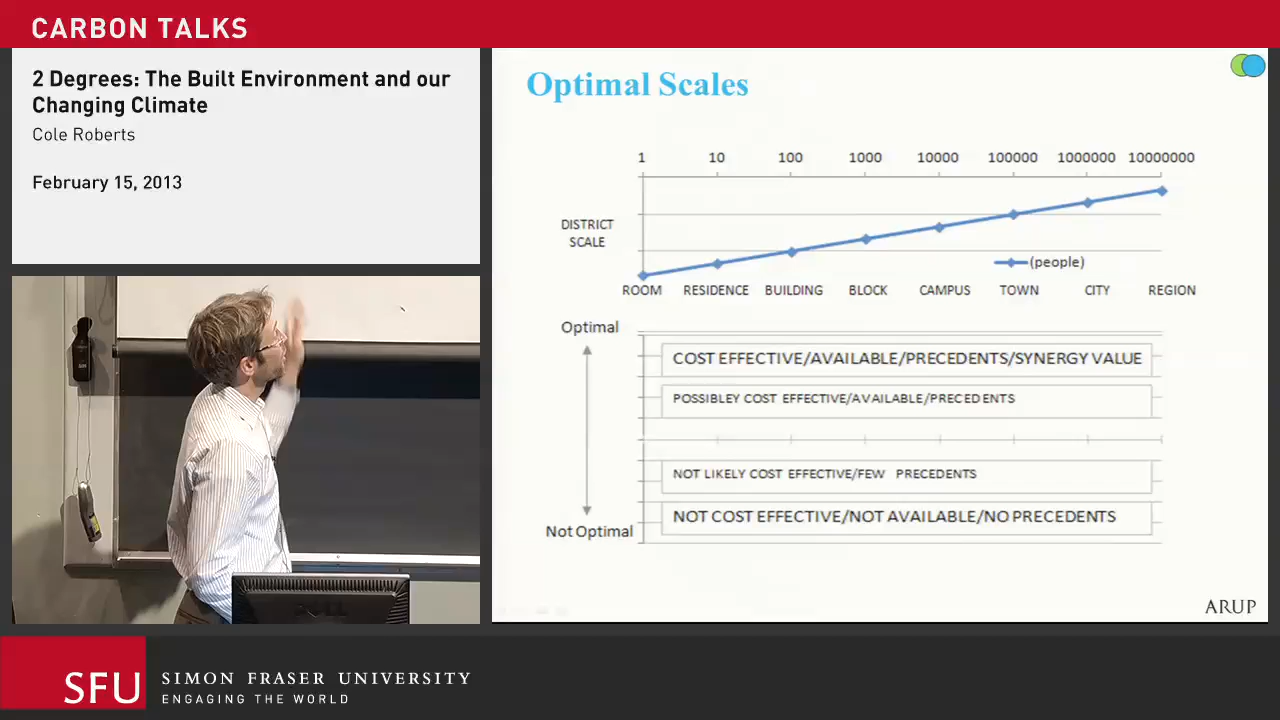 CARBON TALKS
2 Degrees: The Built Environment and our
Changing Climate
Cole Roberts
February 15, 2013
Optimal Scales
1 10 100 1000 10000 100000 1000000 10000000
DISTRICT
SCALE
(people)
ROOM RESIDENCE BUILDING BLOCK CAMPUS TOWN CITY REGION
Optimal
COST EFFECTIVE/AVAILABLE/PRECEDENTS/SYNERGY VALUE
POSSIBLEY COST EFFECTIVE/AVAILABLE/PRECEDENTS
NOT LIKELY COST EFFECTIVE/FEW PRECEDENTS
NOT COST EFFECTIVE/NOT AVAILABLE/NO PRECEDENTS
Not Optimal
ARUP
DELL
SFU SIMON FRASER UNIVERSITY
ENGAGING THE WORLD